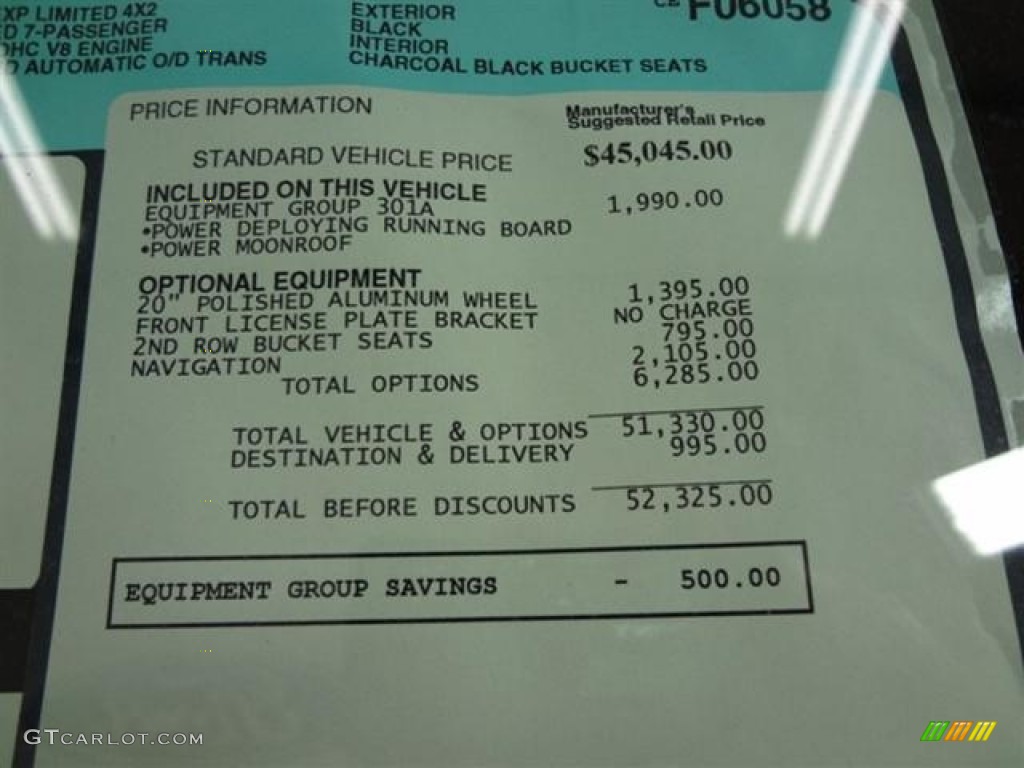 XP LIMITED 4X2
D 7-PASSENGER
OHC V8 ENGINE
AUTOMATIC O/D TRANS
EXTERIOR
BLACK
INTERIOR
CHARCOAL BLACK BUCKET SEATS
F06058
PRICE INFORMATION
Manufacturer's
Suggested Retail Price
STANDARD VEHICLE PRICE $45,045.00
INCLUDED ON THIS VEHICLE
EQUIPMENT GROUP 301A 1,990.00
•POWER DEPLOYING RUNNING BOARD
•POWER MOONROOF
OPTIONAL EQUIPMENT
20" POLISHED ALUMINUM WHEEL 1,395.00
FRONT LICENSE PLATE BRACKET NO CHARGE
2ND ROW BUCKET SEATS 795.00
NAVIGATION 2,105.00
TOTAL OPTIONS 6,285.00
TOTAL VEHICLE & OPTIONS 51,330.00
DESTINATION & DELIVERY 995.00
TOTAL BEFORE DISCOUNTS 52,325.00
EQUIPMENT GROUP SAVINGS - 500.00
GTCARLOT.COM